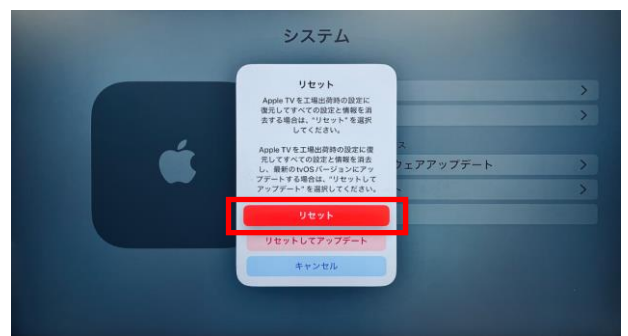 システム
リセット
Apple TV を工場出荷時の設定に
復元してすべての設定と情報を消
去する場合は、"リセット" を選択
してください。
Apple TV を工場出荷時の設定に復
元してすべての設定と情報を消去
し、最新のtvOSバージョンにアッ
プデートする場合は、"リセットして
アップデート" を選択してください。
ス
ウェアアップデート
リセット
リセットしてアップデート
キャンセル